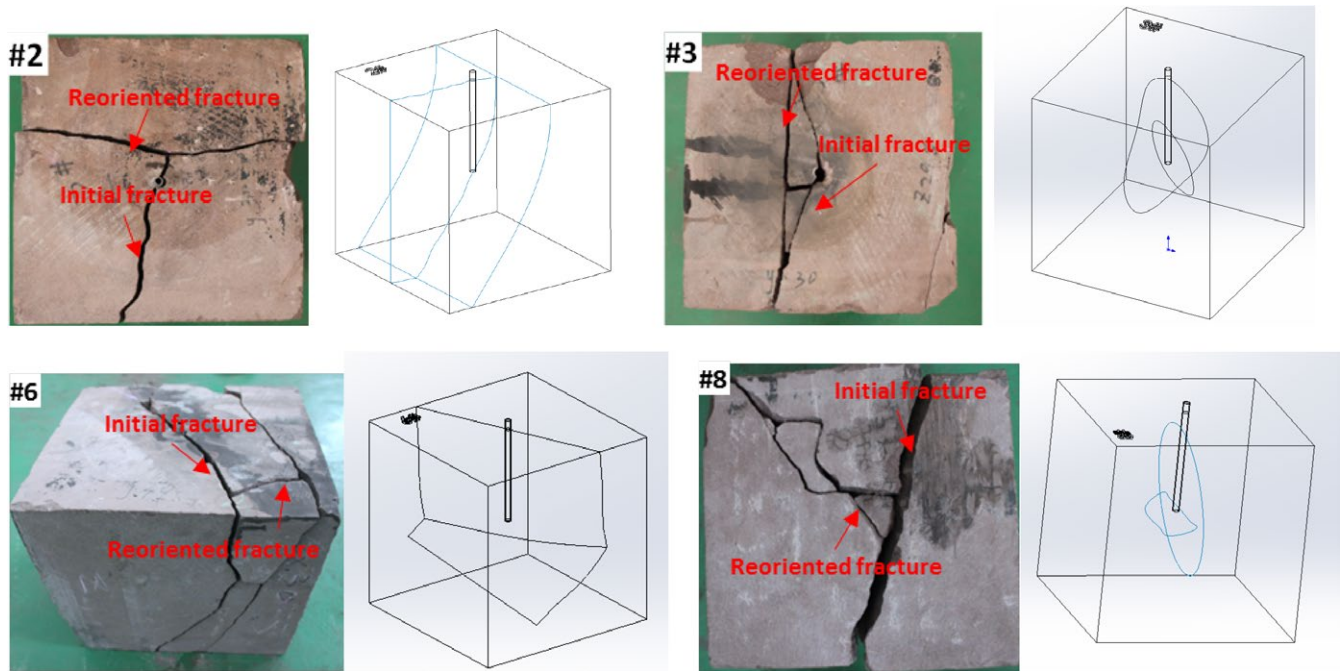 #2
Reoriented fracture
Initial fracture
#3
Reoriented fracture
Initial fracture
30
#6
Initial fracture
Reoriented fracture
#8
Initial fracture
Reoriented fracture